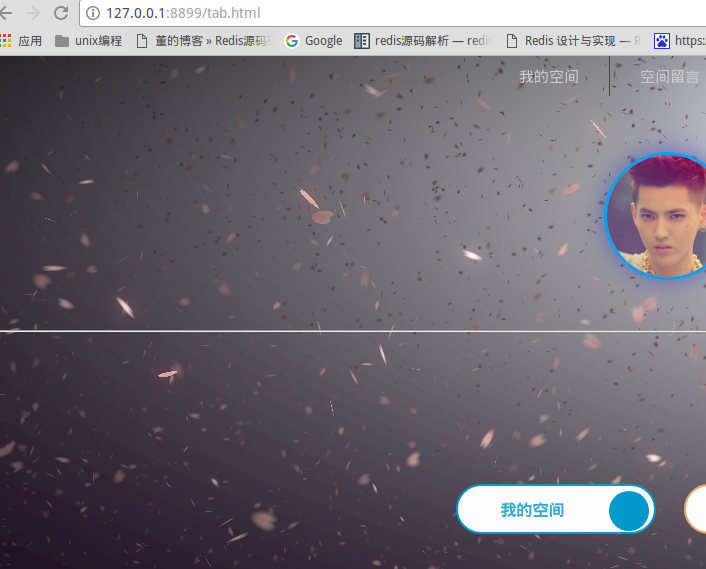 127.0.0.1:8899/tab.html
应用 unix编程 董的博客 » Redis源码 Google redis源码解析 — redis Redis 设计与实现 — R https:
我的空间 空间留言
我的空间